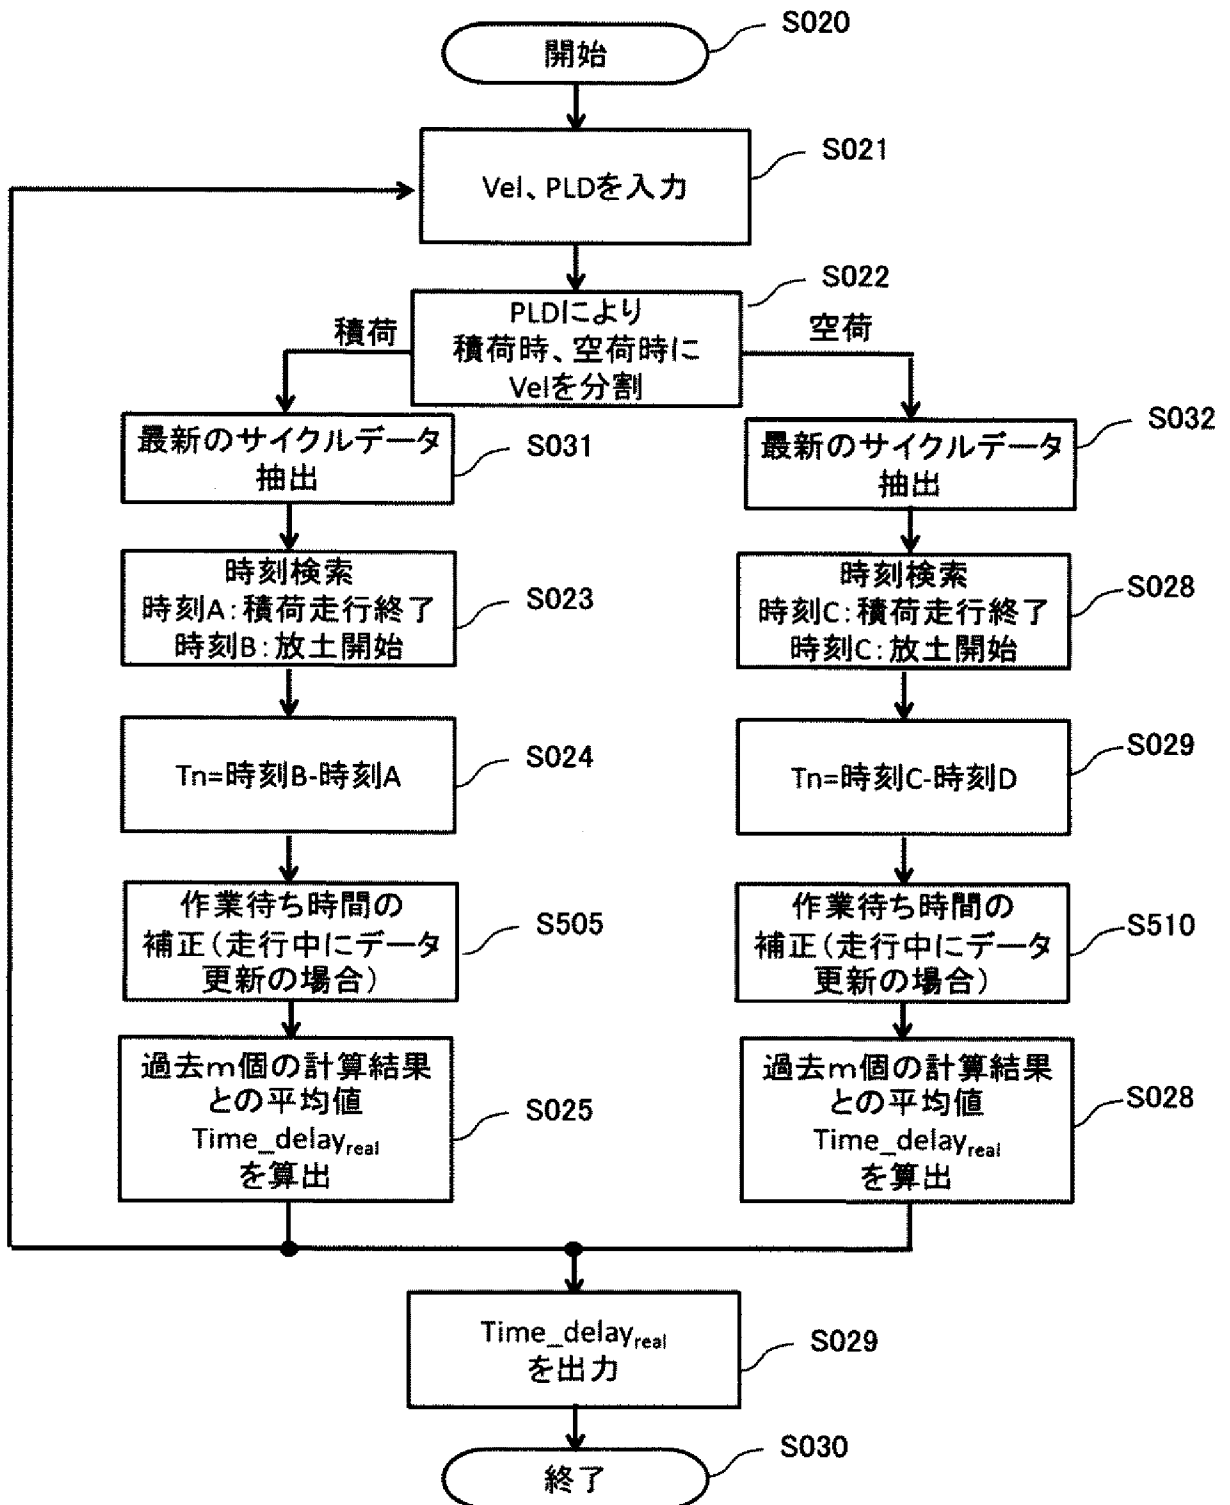 開始
S020
Vel、PLDを入力
S021
PLDにより
積荷時、空荷時に
Velを分割
S022
積荷
空荷
最新のサイクルデータ
抽出
S031
時刻検索
時刻A:積荷走行終了
時刻B:放土開始
S023
Tn=時刻B-時刻A
S024
作業待ち時間の
補正(走行中にデータ
更新の場合)
S505
過去m個の計算結果
との平均値
Time_delayreal
を算出
S025
最新のサイクルデータ
抽出
S032
時刻検索
時刻C:積荷走行終了
時刻C:放土開始
S028
Tn=時刻C-時刻D
S029
作業待ち時間の
補正(走行中にデータ
更新の場合)
S510
過去m個の計算結果
との平均値
Time_delayreal
を算出
S028
Time_delayreal
を出力
S029
終了
S030